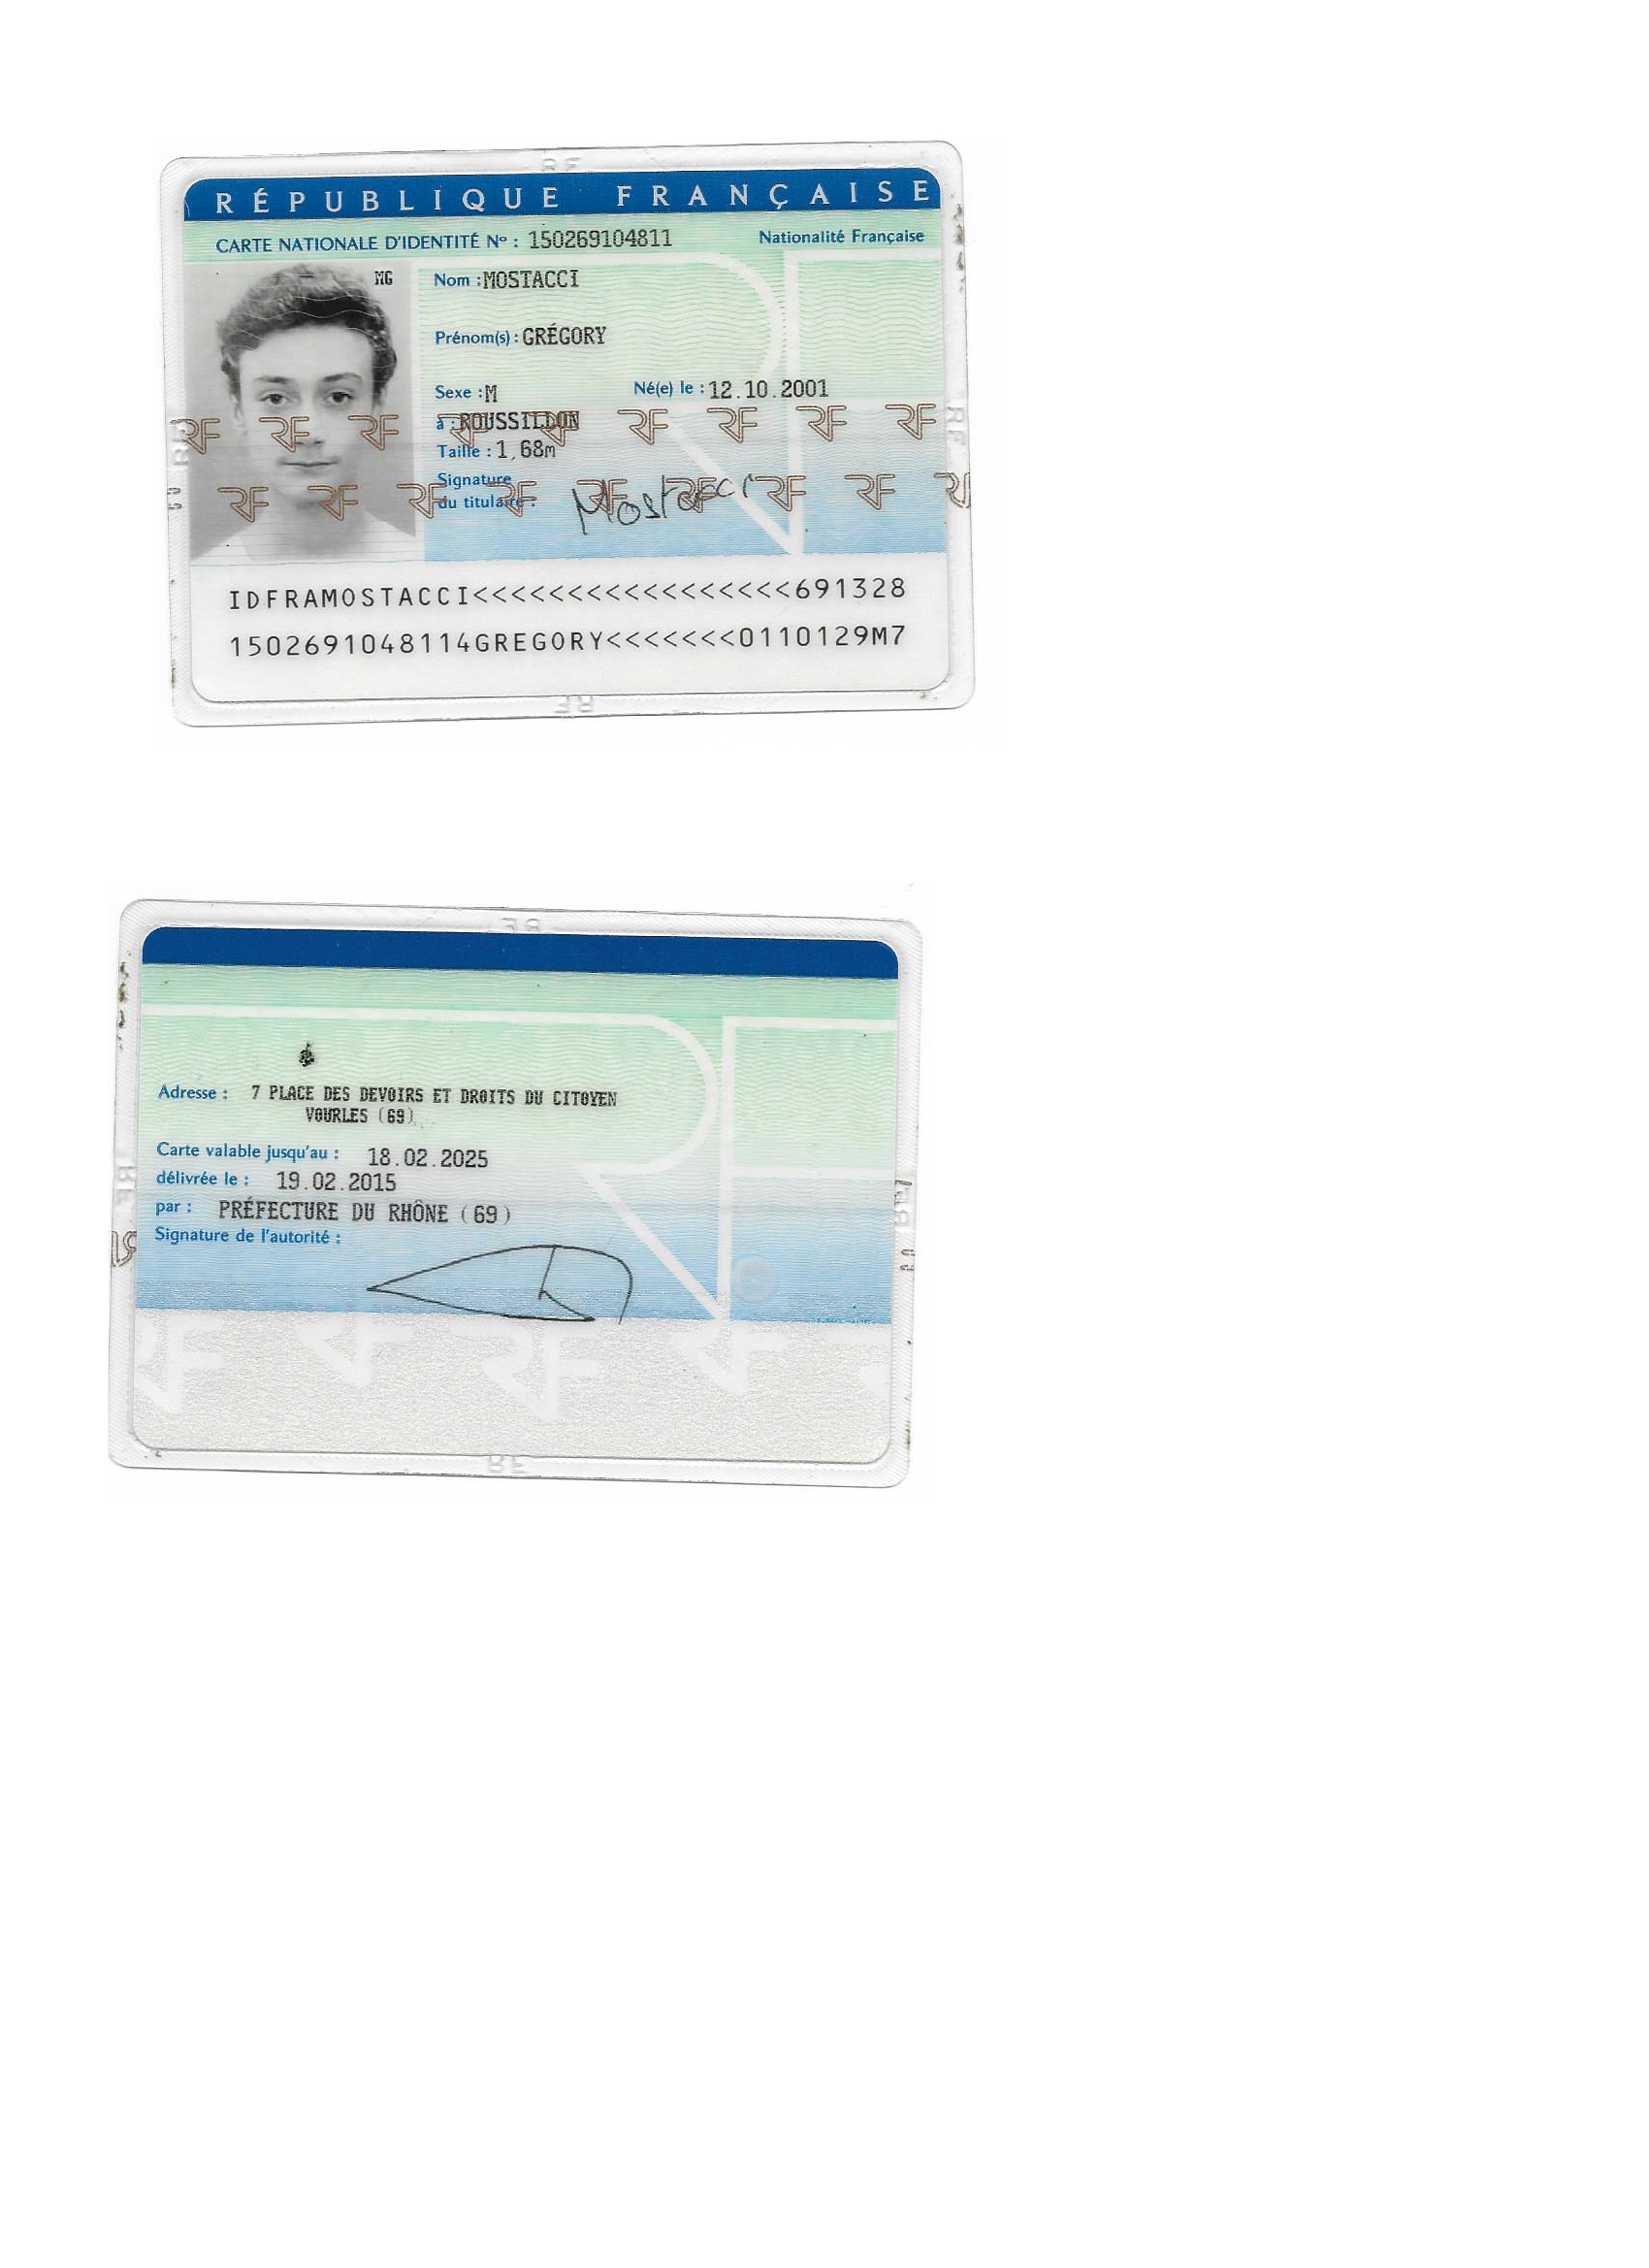 RÉPUBLIQUE FRANÇAISE
CARTE NATIONALE D'IDENTITÉ Nº : 150269104811 Nationalité Française
MG
Nom : MOSTACCI
Prénom(s) : GRÉGORY
Sexe : M Né(e) le : 12.10.2001
à : ROUSSILLON
Taille : 1,68m
Signature
du titulaire :
Mostacci
IDFRAMOSTACCI<<<<<<<<<<<<<<<<<691328
1502691048114GREGORY<<<<<<<0110129M7
Adresse : 7 PLACE DES DEVOIRS ET DROITS DU CITOYEN
VOURLES (69)
Carte valable jusqu'au : 18.02.2025
délivrée le : 19.02.2015
par : PRÉFECTURE DU RHÔNE (69)
Signature de l'autorité :